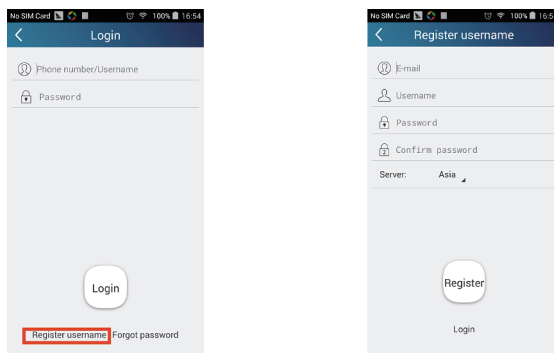 No SIM Card 100% 16:54
Login
Phone number/Username
Password
Login
Register username Forgot password
No SIM Card 100% 16:5
Register username
E-mail
Username
Password
Confirm password
Server: Asia
Register
Login